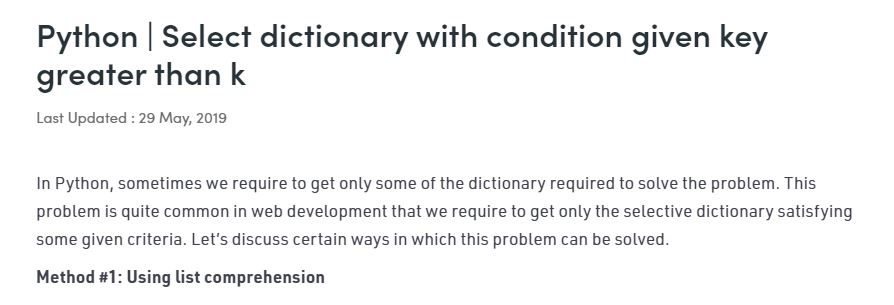 Python | Select dictionary with condition given key
greater than k
Last Updated : 29 May, 2019
In Python, sometimes we require to get only some of the dictionary required to solve the problem. This
problem is quite common in web development that we require to get only the selective dictionary satisfying
some given criteria. Let's discuss certain ways in which this problem can be solved.
Method #1: Using list comprehension